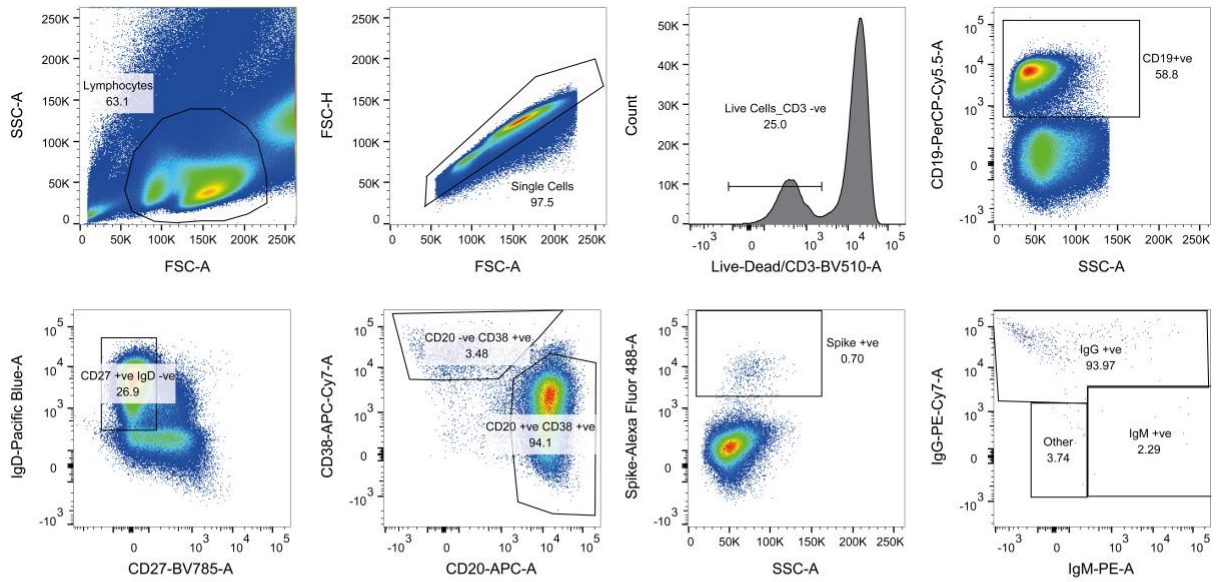 250K
200K
150K
100K
50K
0
SSC-A
Lymphocytes
63.1
0
50K
100K
150K
200K
250K
FSC-A
250K
200K
150K
100K
50K
0
FSC-H
Single Cells
97.5
0
50K
100K
150K
200K
250K
FSC-A
50K
40K
30K
20K
10K
0
Count
Live Cells_CD3 -ve
25.0
-10 3
0
10 3
10 4
10 5
Live-Dead/CD3-BV510-A
10 5
10 4
10 3
0
-10 3
CD19-PerCP-Cy5.5-A
CD19+ve
58.8
0
50K
100K
150K
200K
250K
SSC-A
10 5
10 4
10 3
0
-10 3
IgD-Pacific Blue-A
CD27 +ve IgD -ve
26.9
-10 3
0
10 3
10 4
10 5
CD27-BV785-A
10 5
10 4
10 3
0
-10 3
CD38-APC-Cy7-A
CD20 -ve CD38 +ve
3.48
CD20 +ve CD38 +ve
94.1
-10 3
0
10 3
10 4
10 5
CD20-APC-A
10 5
10 4
10 3
0
-10 3
Spike-Alexa Fluor 488-A
Spike +ve
0.70
0
50K
100K
150K
200K
250K
SSC-A
10 5
10 4
10 3
0
-10 3
IgG-PE-Cy7-A
IgG +ve
93.97
Other
3.74
IgM +ve
2.29
-10 3
0
10 3
10 4
10 5
IgM-PE-A